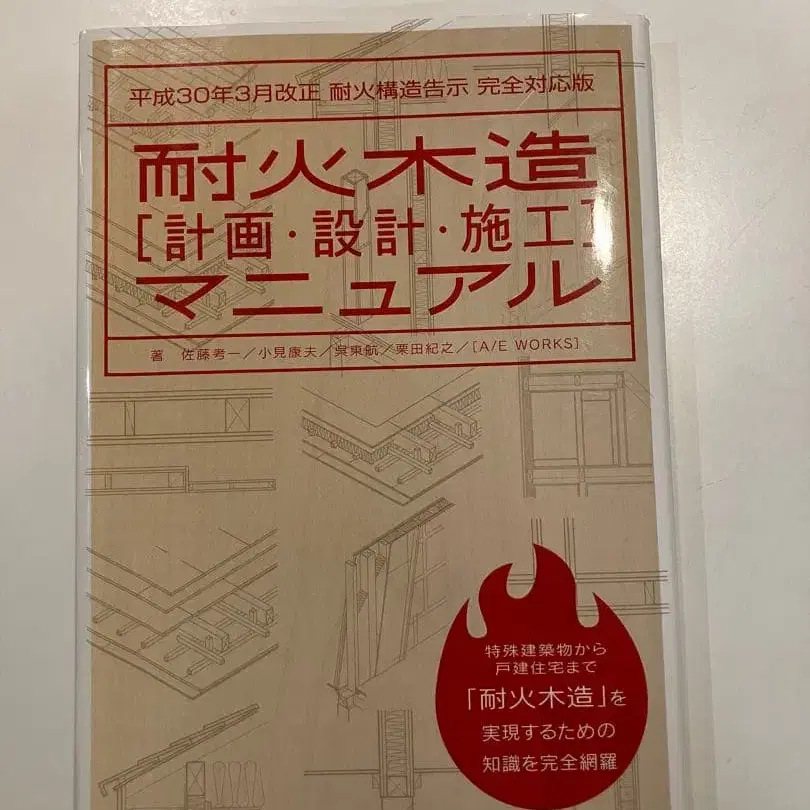 平成30年3月改正 耐火構造告示 完全対応版
耐火木造
[計画・設計・施工]
マニュアル
著 佐藤考一／小見康夫／呉東航／栗田紀之／[A/E WORKS]
特殊建築物から
戸建住宅まで
「耐火木造」を
実現するための
知識を完全網羅